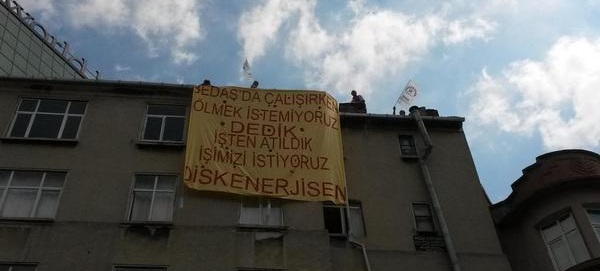 BEDAŞ'DA ÇALIŞIRKEN
ÖLMEK İSTEMİYORUZ
DEDİK
İŞTEN ATILDIK
İŞİMİZİ İSTİYORUZ
DİSKENERJİSEN